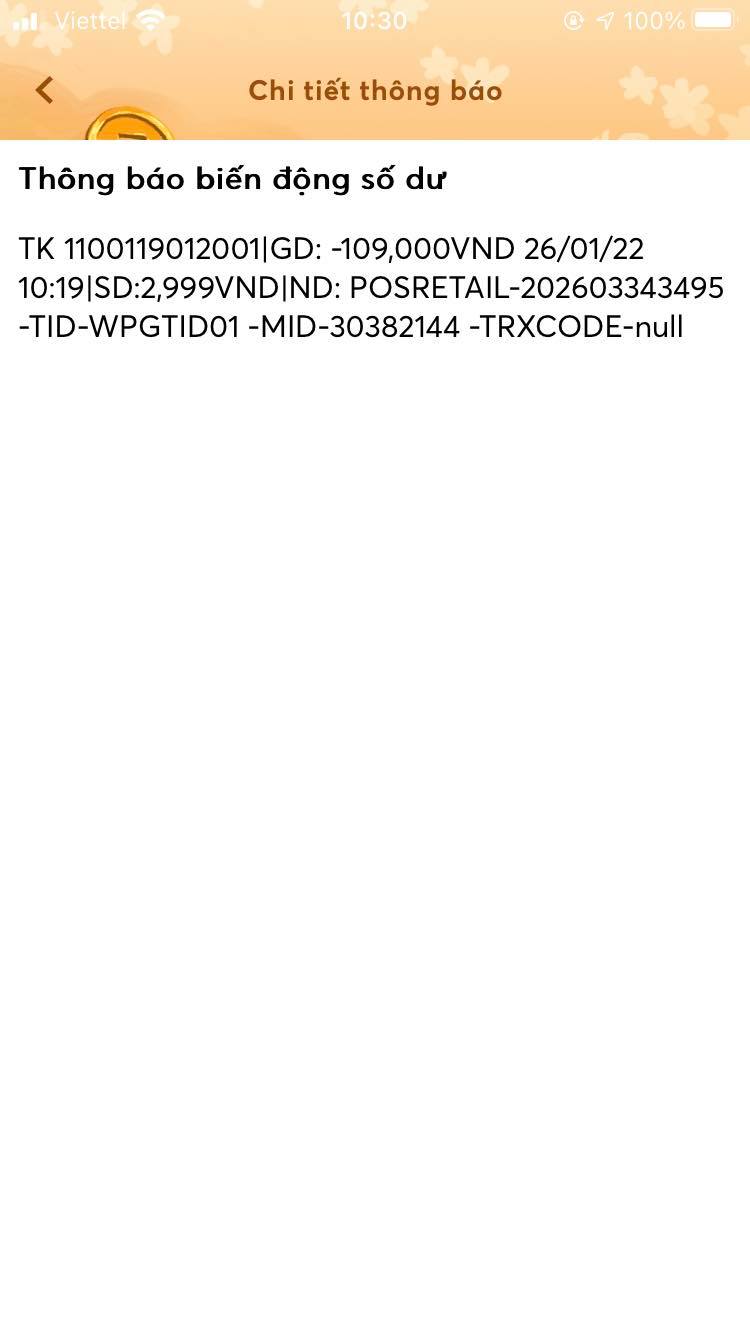 Viettel 10:30 100%
Chi tiết thông báo
Thông báo biến động số dư
TK 1100119012001|GD: -109,000VND 26/01/22
10:19|SD:2,999VND|ND: POSRETAIL-202603343495
-TID-WPGTID01 -MID-30382144 -TRXCODE-null